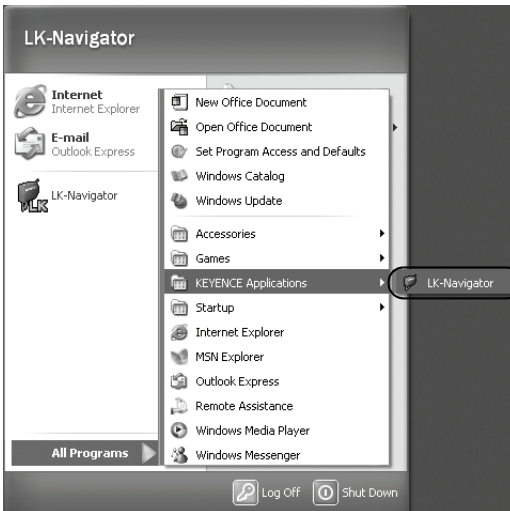 LK-Navigator
Internet
Internet Explorer
E-mail
Outlook Express
LK-Navigator
All Programs
New Office Document
Open Office Document
Set Program Access and Defaults
Windows Catalog
Windows Update
Accessories
Games
KEYENCE Applications
Startup
Internet Explorer
MSN Explorer
Outlook Express
Remote Assistance
Windows Media Player
Windows Messenger
LK-Navigator
Log Off
Shut Down